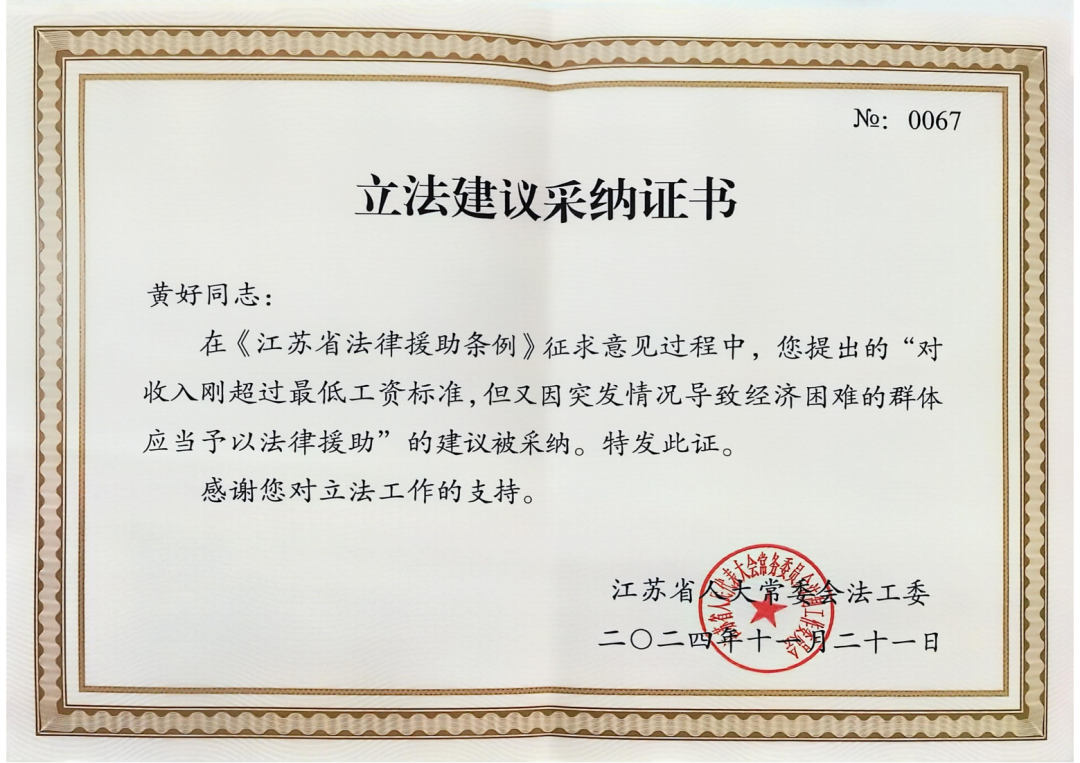 №: 0067
立法建议采纳证书
黄好同志:
在《江苏省法律援助条例》征求意见过程中，您提出的“对
收入刚超过最低工资标准,但又因突发情况导致经济困难的群体
应当予以法律援助”的建议被采纳。特发此证。
感谢您对立法工作的支持。
江苏省人大常委会法工委
二〇二四年十一月二十一日